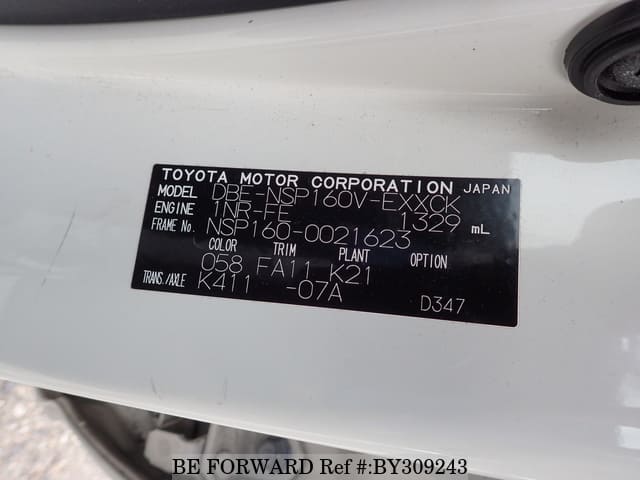 TOYOTA MOTOR CORPORATION JAPAN
MODEL DBE-NSP160V-EXXCK
ENGINE 1NR-FE 1329 mL
FRAME No. NSP160-0021623
COLOR TRIM PLANT OPTION
058 FA11 K21
TRANS./AXLE K411 -07A
D347
BE FORWARD Ref #:BY309243